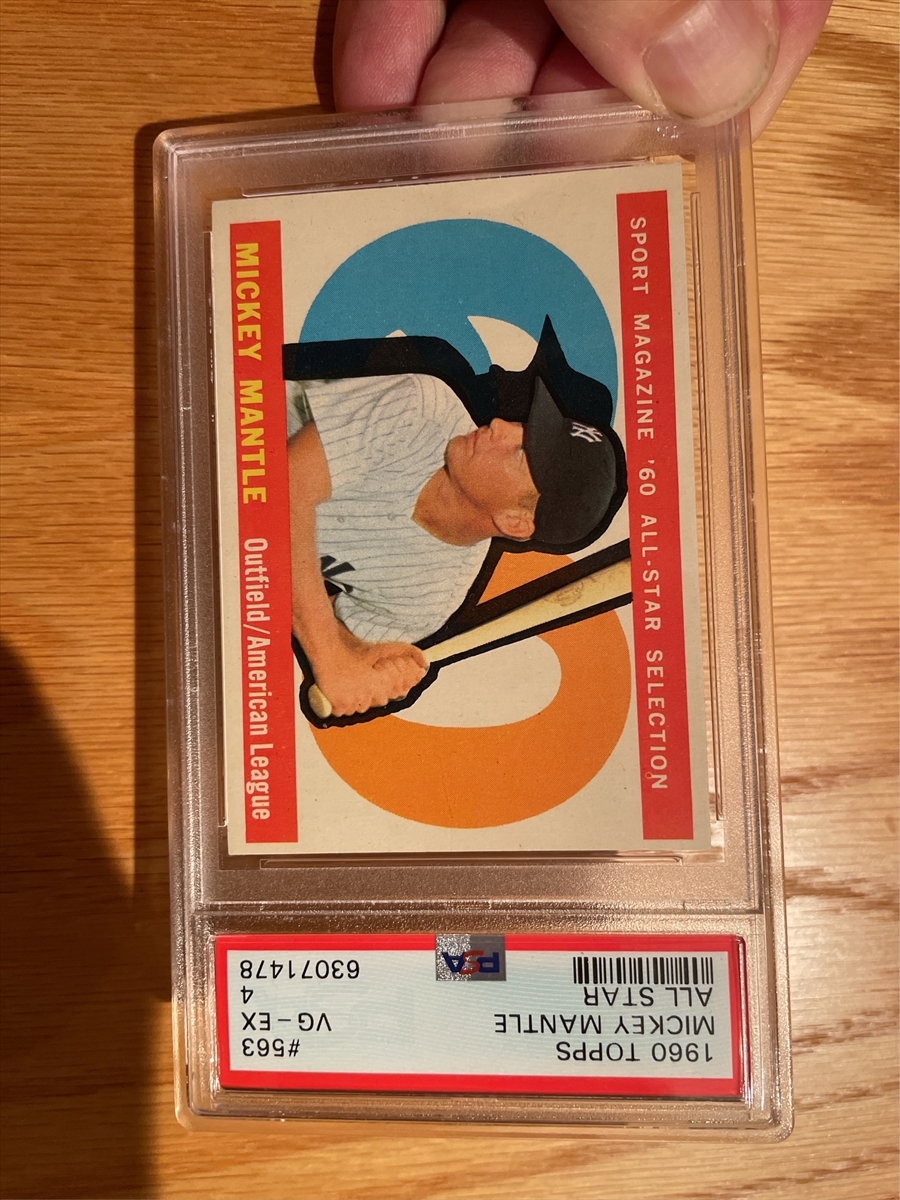 1960 TOPPS #563
MICKEY MANTLE VG-EX
ALL STAR 4
PSA 63071478
SPORT MAGAZINE '60 ALL-STAR SELECTION
NY
MICKEY MANTLE Outfield/American League